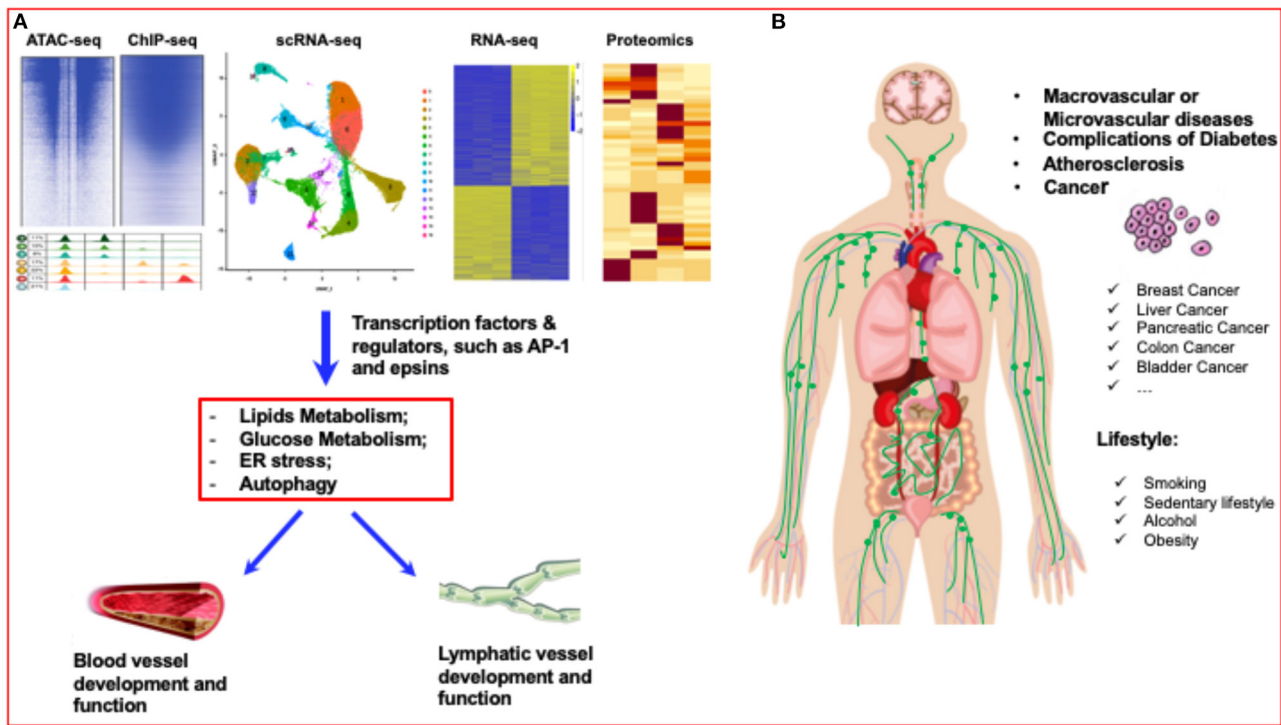 A
ATAC-seq
ChIP-seq
scRNA-seq
RNA-seq
Proteomics
Transcription factors &
regulators, such as AP-1
and epsins
- Lipids Metabolism;
- Glucose Metabolism;
- ER stress;
- Autophagy
Blood vessel
development and
function
Lymphatic vessel
development and
function
B
• Macrovascular or
Microvascular diseases
• Complications of Diabetes
• Atherosclerosis
• Cancer
✓ Breast Cancer
✓ Liver Cancer
✓ Pancreatic Cancer
✓ Colon Cancer
✓ Bladder Cancer
✓ ---
Lifestyle:
✓ Smoking
✓ Sedentary lifestyle
✓ Alcohol
✓ Obesity